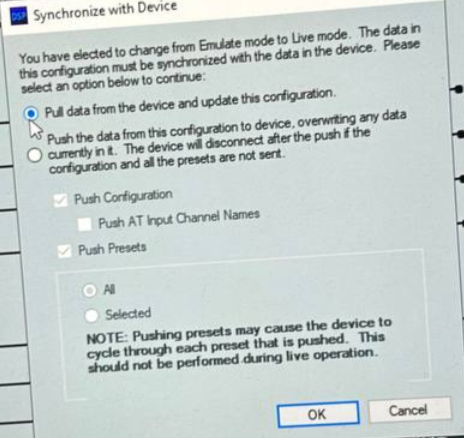 DSP Synchronize with Device
You have elected to change from Emulate mode to Live mode. The data in
this configuration must be synchronized with the data in the device. Please
select an option below to continue:
Pull data from the device and update this configuration.
Push the data from this configuration to device, overwriting any data
currently in it. The device will disconnect after the push if the
configuration and all the presets are not sent.
Push Configuration
Push AT Input Channel Names
Push Presets
All
Selected
NOTE: Pushing presets may cause the device to
cycle through each preset that is pushed. This
should not be performed during live operation.
OK Cancel